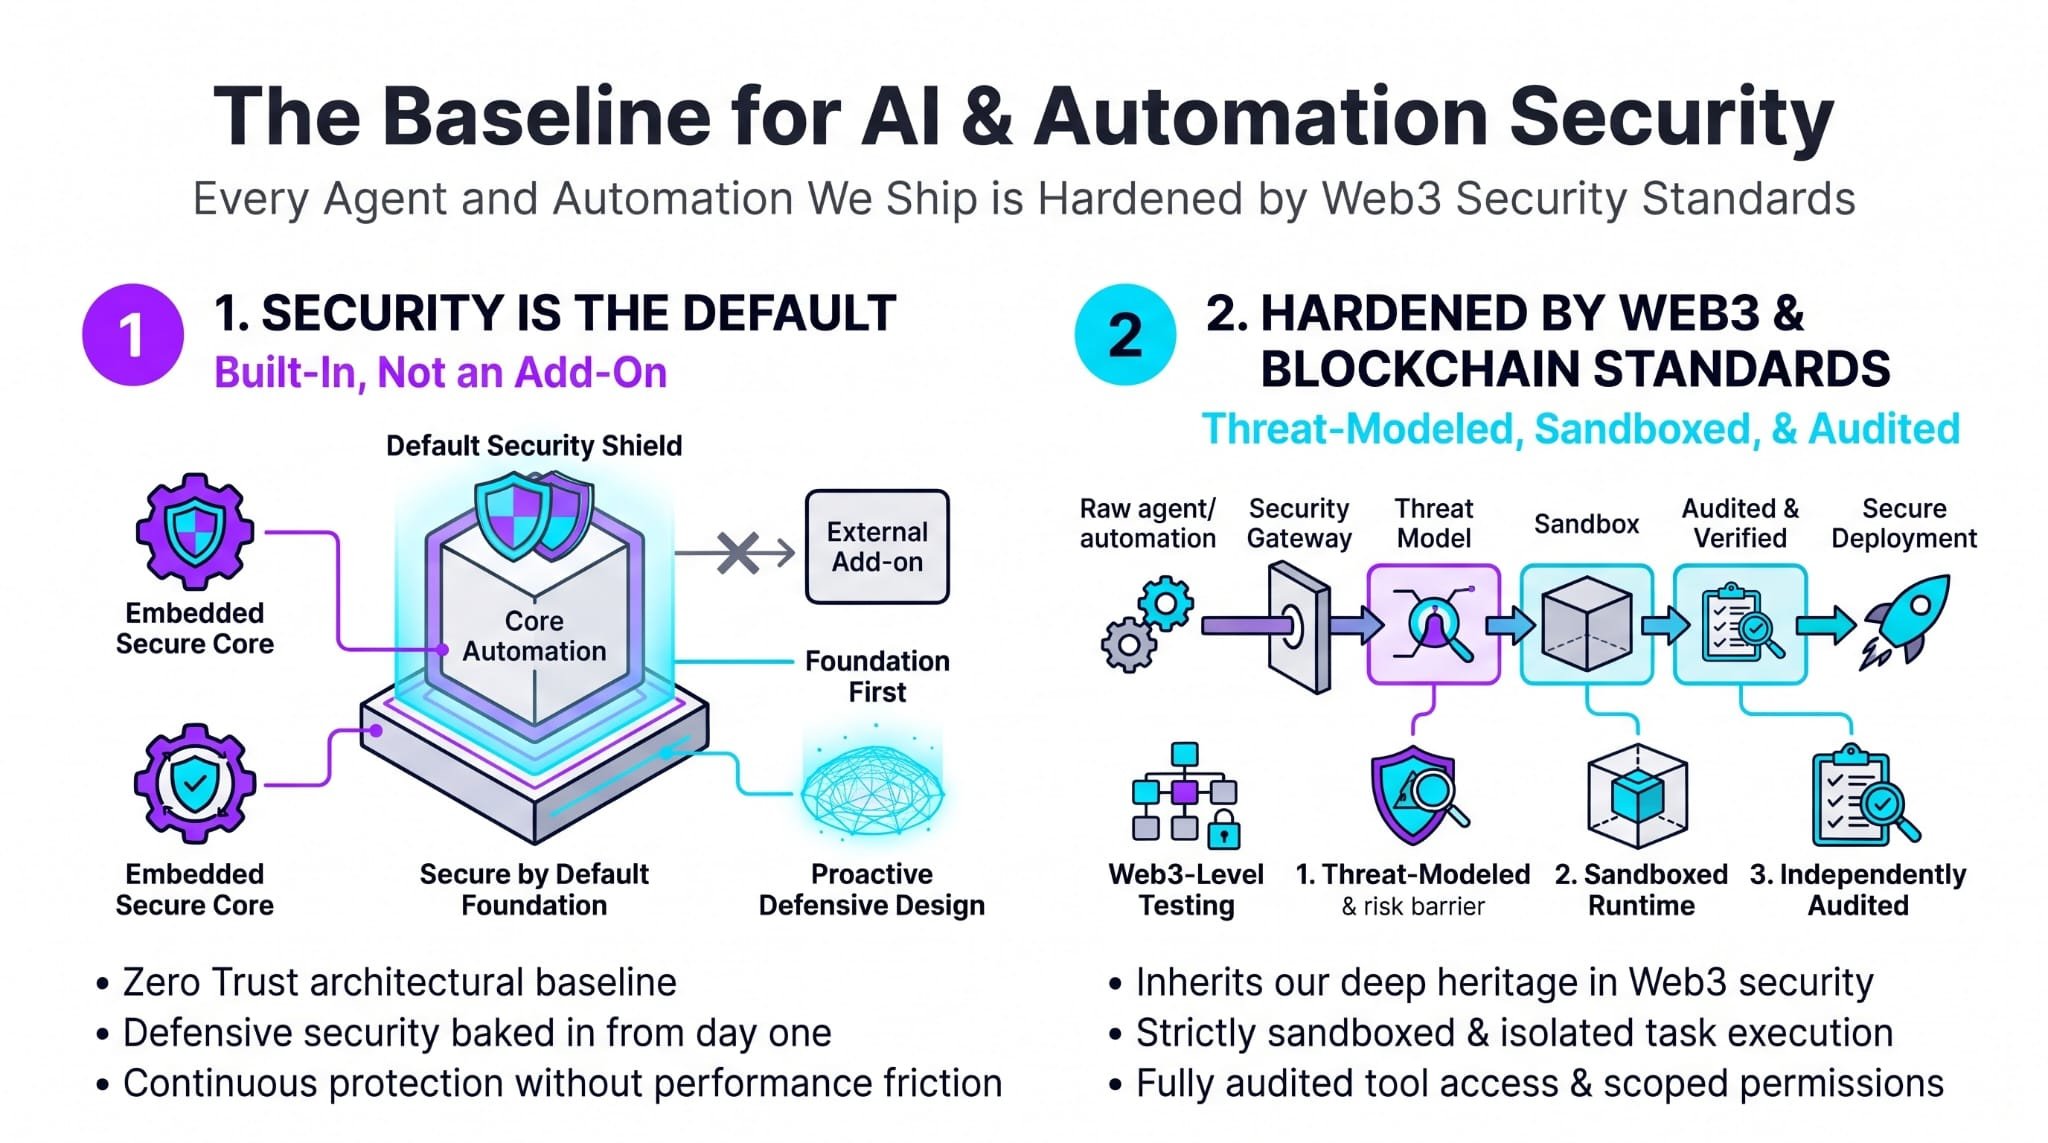 The Baseline for AI & Automation Security
Every Agent and Automation We Ship is Hardened by Web3 Security Standards
1
1. SECURITY IS THE DEFAULT
Built-In, Not an Add-On
Default Security Shield
Embedded
Secure Core
Core
Automation
External
Add-on
Foundation
First
Embedded
Secure Core
Secure by Default
Foundation
Proactive
Defensive Design
• Zero Trust architectural baseline
• Defensive security baked in from day one
• Continuous protection without performance friction
2
2. HARDENED BY WEB3 &
BLOCKCHAIN STANDARDS
Threat-Modeled, Sandboxed, & Audited
Raw agent/
automation
Security
Gateway
Threat
Model
Sandbox
Audited &
Verified
Secure
Deployment
Web3-Level
Testing
1. Threat-Modeled
& risk barrier
2. Sandboxed
Runtime
3. Independently
Audited
• Inherits our deep heritage in Web3 security
• Strictly sandboxed & isolated task execution
• Fully audited tool access & scoped permissions